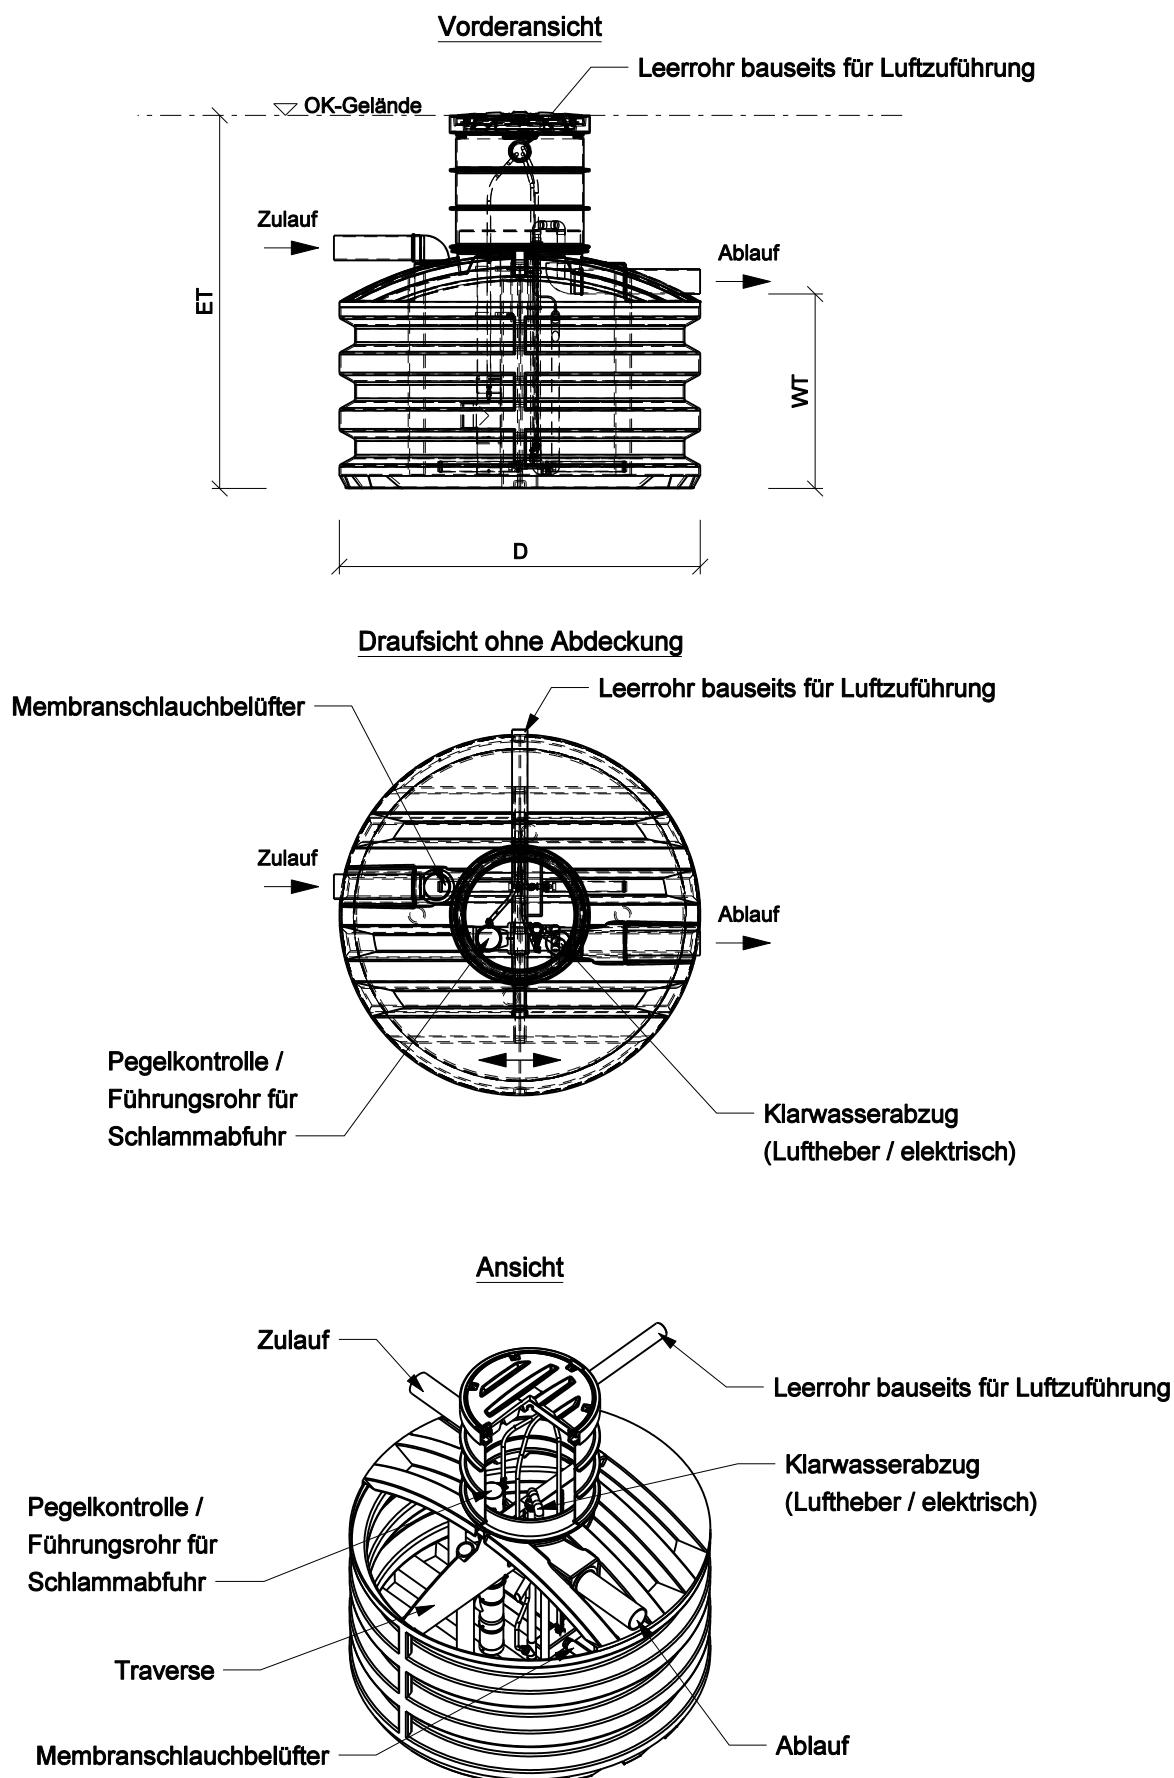 Vorderansicht
Leerrohr bauseits für Luftzuführung
OK-Gelände
Zulauf
Ablauf
ET
WT
D
Draufsicht ohne Abdeckung
Leerrohr bauseits für Luftzuführung
Membranschlauchbelüfter
Zulauf
Ablauf
Pegelkontrolle /
Führungsrohr für
Schlammabfuhr
Klarwasserabzug
(Luftheber / elektrisch)
Ansicht
Zulauf
Leerrohr bauseits für Luftzuführung
Klarwasserabzug
(Luftheber / elektrisch)
Pegelkontrolle /
Führungsrohr für
Schlammabfuhr
Traverse
Membranschlauchbelüfter
Ablauf